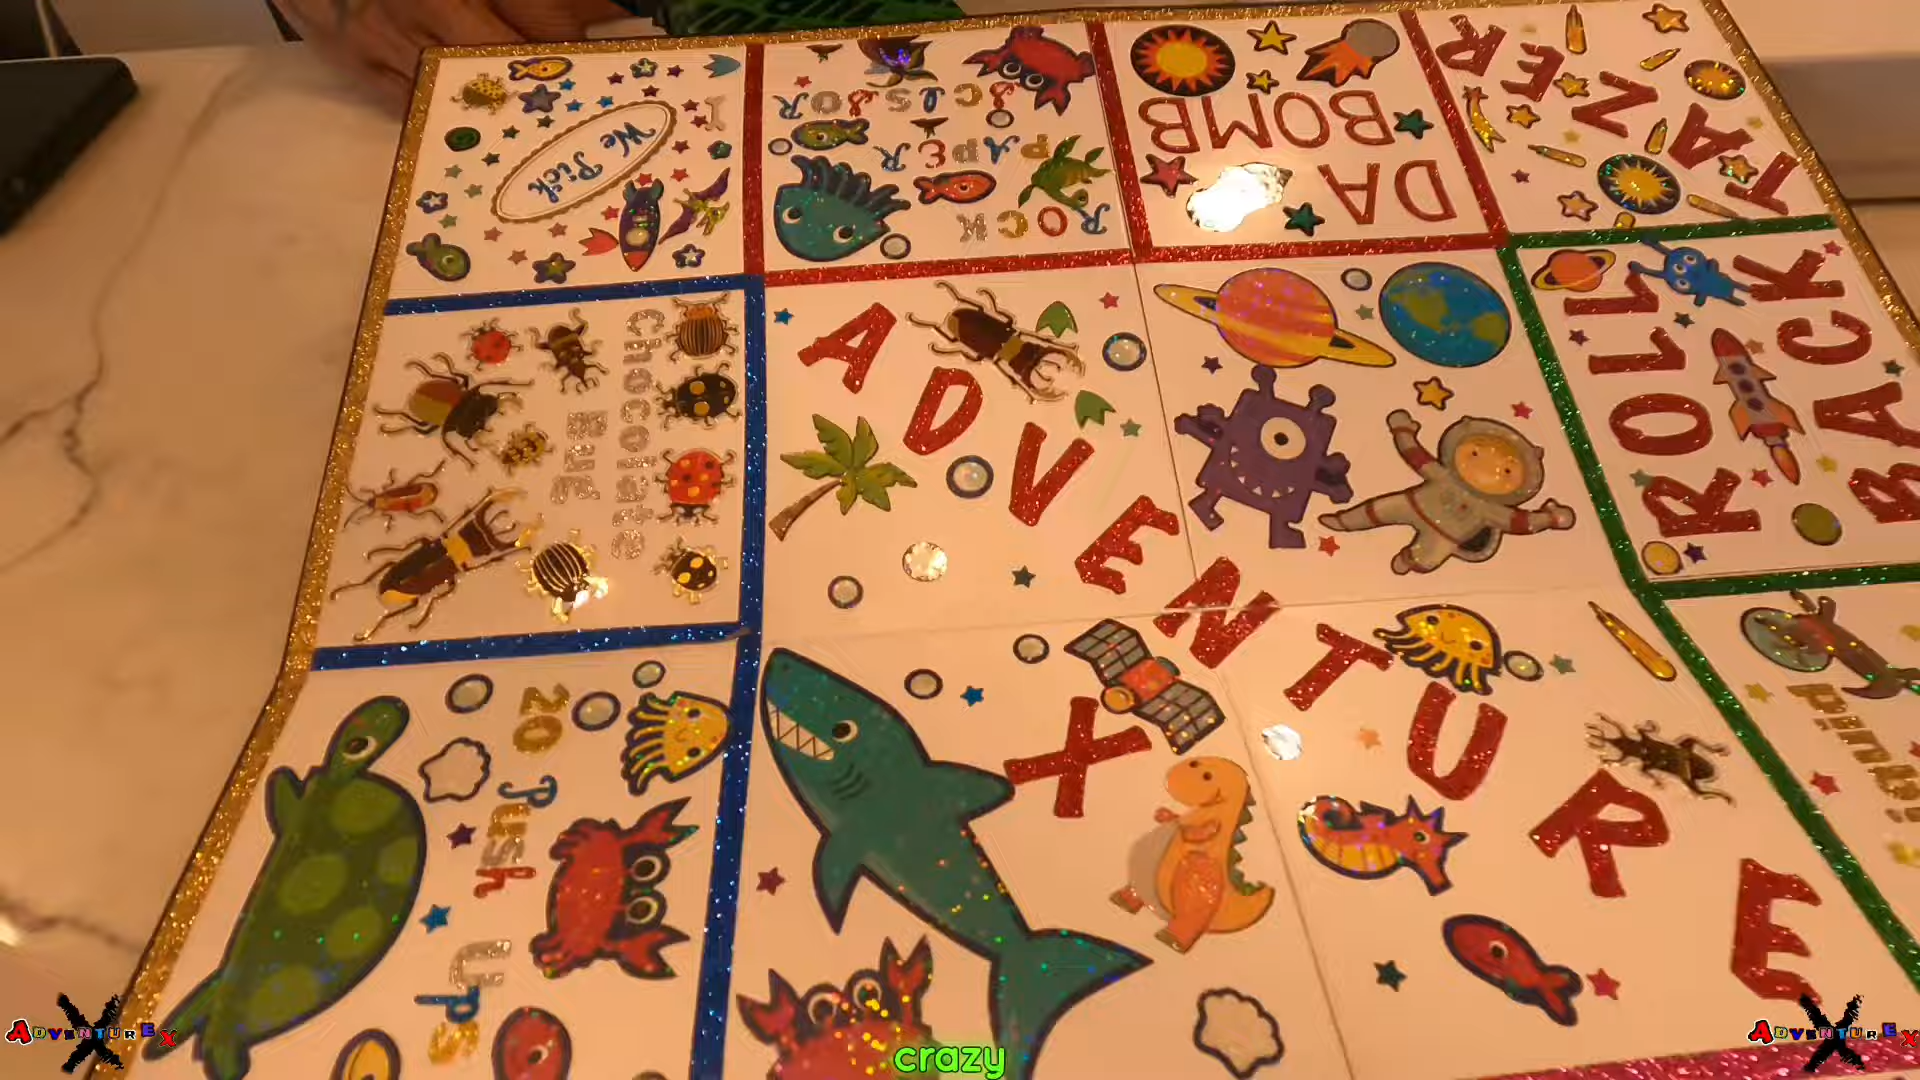 We Pick
ROCK
PAPER
SCISSOR
DA
BOMB
TAZER
Chocolate
Bug
ADVENTURE
X
ROLL
BACK
20
Push
Ups
crazy
ADVENTUREX
ADVENTUREX